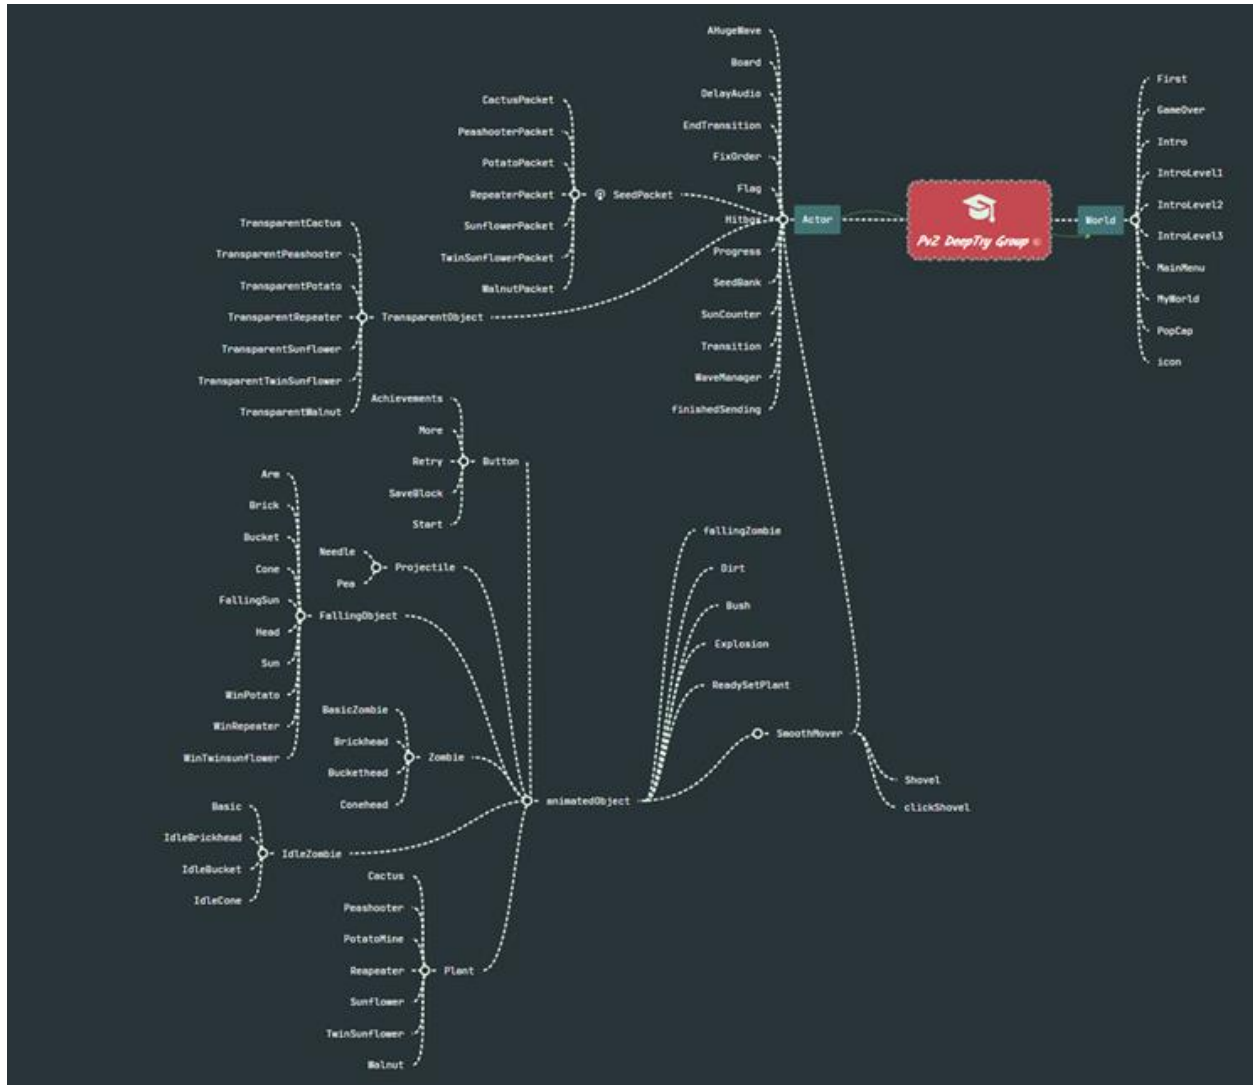 PvZ DeepTry Group
World
First
GameOver
Intro
IntroLevel1
IntroLevel2
IntroLevel3
MainMenu
MyWorld
PopCap
icon
Actor
AHugeWave
Board
DelayAudio
EndTransition
FixOrder
Flag
Hitbox
Progress
SeedBank
SunCounter
Transition
WaveManager
finishedSending
SeedPacket
CactusPacket
PeashooterPacket
PotatoPacket
RepeaterPacket
SunflowerPacket
TwinSunflowerPacket
WalnutPacket
TransparentObject
TransparentCactus
TransparentPeashooter
TransparentPotato
TransparentRepeater
TransparentSunflower
TransparentTwinSunflower
TransparentWalnut
SmoothMover
Shovel
clickShovel
animatedObject
fallingZombie
Dirt
Bush
Explosion
ReadySetPlant
Button
Achievements
More
Retry
SaveBlock
Start
Projectile
Needle
Pea
FallingObject
Arm
Brick
Bucket
Cone
FallingSun
Head
Sun
WinPotato
WinRepeater
WinTwinsunflower
Zombie
BasicZombie
Brickhead
Buckethead
Conehead
IdleZombie
Basic
IdleBrickhead
IdleBucket
IdleCone
Plant
Cactus
Peashooter
PotatoMine
Reapeater
Sunflower
TwinSunflower
Walnut